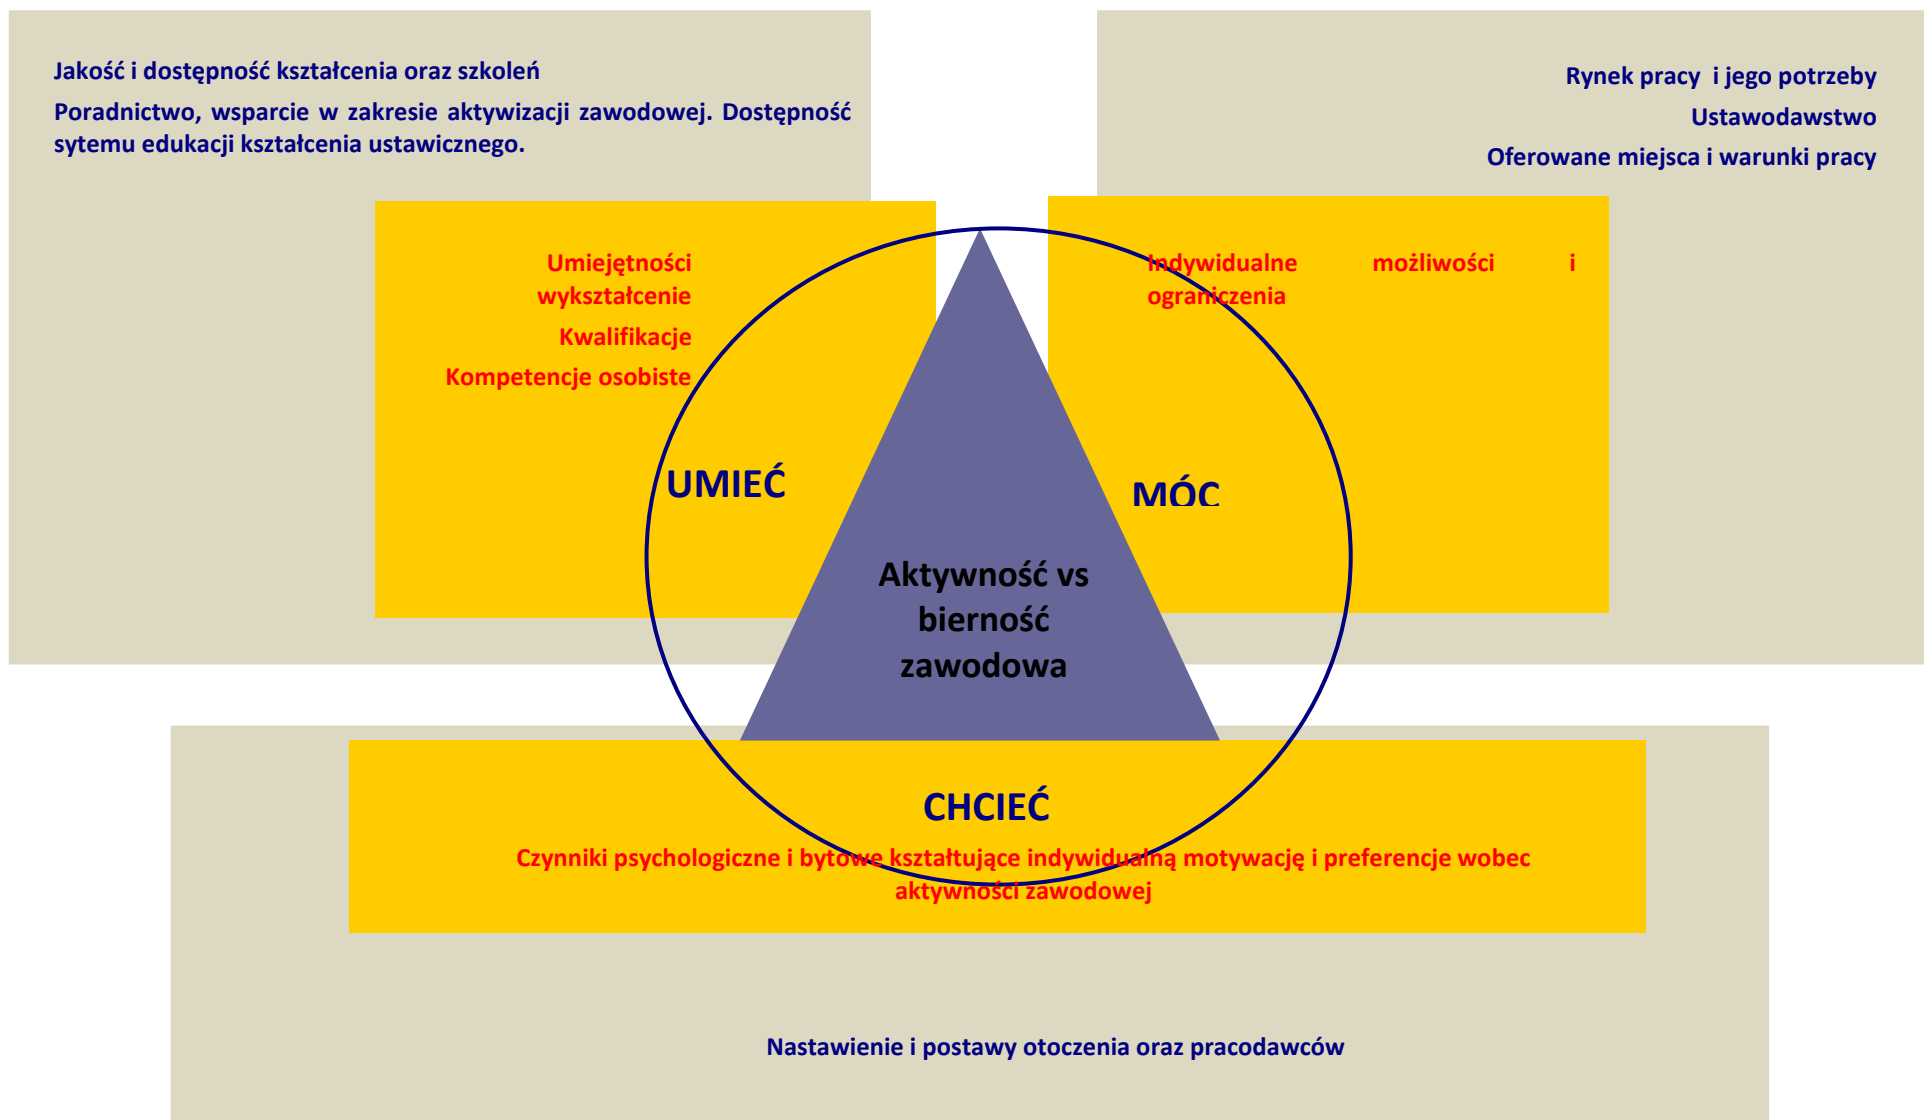 Jakość i dostępność kształcenia oraz szkoleń
Poradnictwo, wsparcie w zakresie aktywizacji zawodowej. Dostępność
sytemu edukacji kształcenia ustawicznego.
Rynek pracy i jego potrzeby
Ustawodawstwo
Oferowane miejsca i warunki pracy
Umiejętności
wykształcenie
Kwalifikacje
Kompetencje osobiste
Indywidualne możliwości i
ograniczenia
UMIEĆ
MÓC
Aktywność vs
bierność
zawodowa
CHCIEĆ
Czynniki psychologiczne i bytowe kształtujące indywidualną motywację i preferencje wobec
aktywności zawodowej
Nastawienie i postawy otoczenia oraz pracodawców